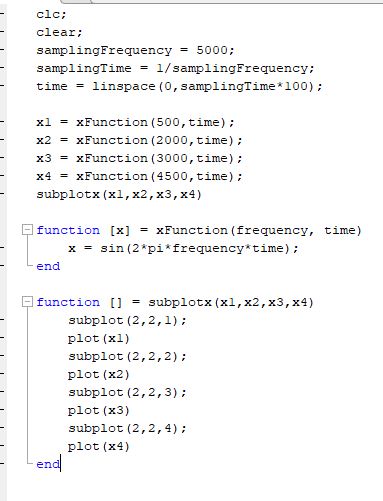 clc;
clear;
samplingFrequency = 5000;
samplingTime = 1/samplingFrequency;
time = linspace(0,samplingTime*100);
x1 = xFunction(500,time);
x2 = xFunction(2000,time);
x3 = xFunction(3000,time);
x4 = xFunction(4500,time);
subplotx(x1,x2,x3,x4)
function [x] = xFunction(frequency, time)
x = sin(2*pi*frequency*time);
end
function [] = subplotx(x1,x2,x3,x4)
subplot(2,2,1);
plot(x1)
subplot(2,2,2);
plot(x2)
subplot(2,2,3);
plot(x3)
subplot(2,2,4);
plot(x4)
end